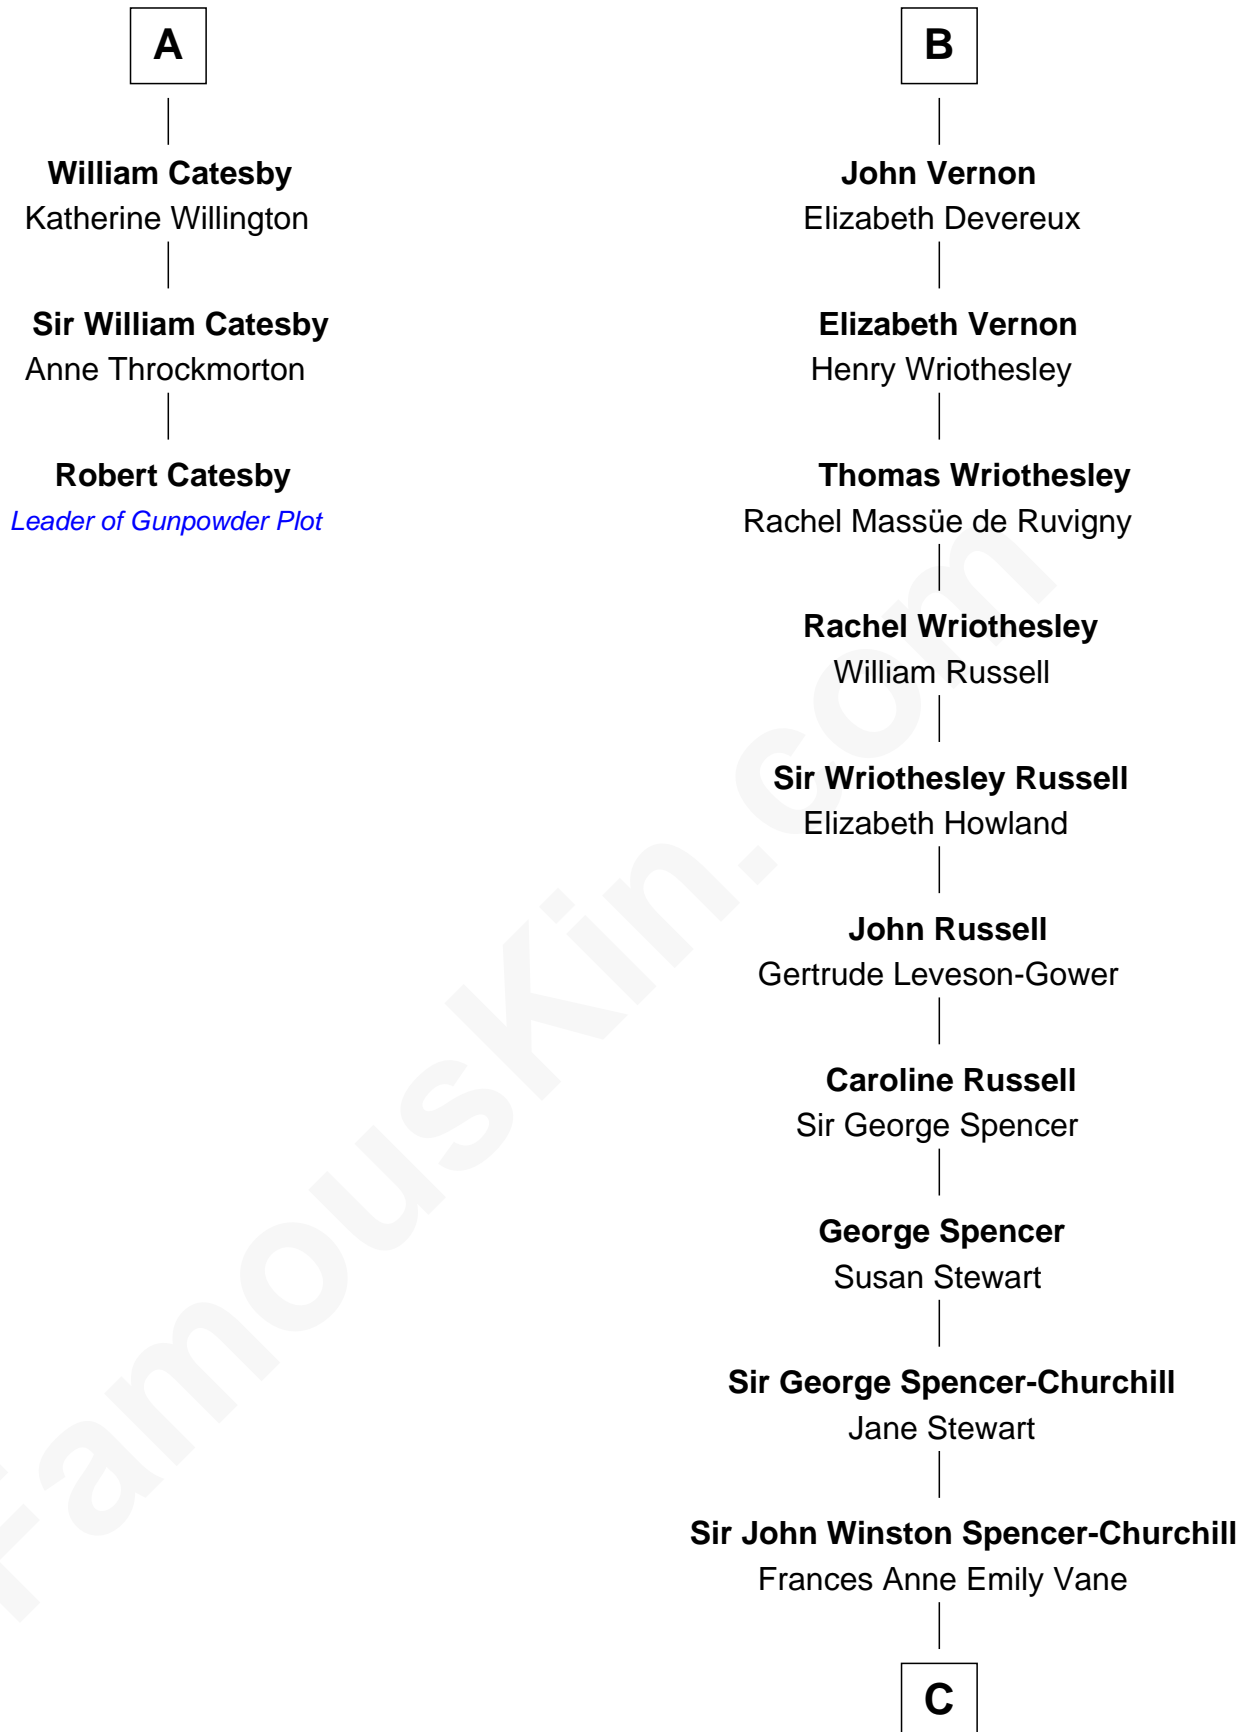 A
William Catesby
Katherine Willington
Sir William Catesby
Anne Throckmorton
Robert Catesby
Leader of Gunpowder Plot
B
John Vernon
Elizabeth Devereux
Elizabeth Vernon
Henry Wriothesley
Thomas Wriothesley
Rachel Massüe de Ruvigny
Rachel Wriothesley
William Russell
Sir Wriothesley Russell
Elizabeth Howland
John Russell
Gertrude Leveson-Gower
Caroline Russell
Sir George Spencer
George Spencer
Susan Stewart
Sir George Spencer-Churchill
Jane Stewart
Sir John Winston Spencer-Churchill
Frances Anne Emily Vane
C
FamousKin.com